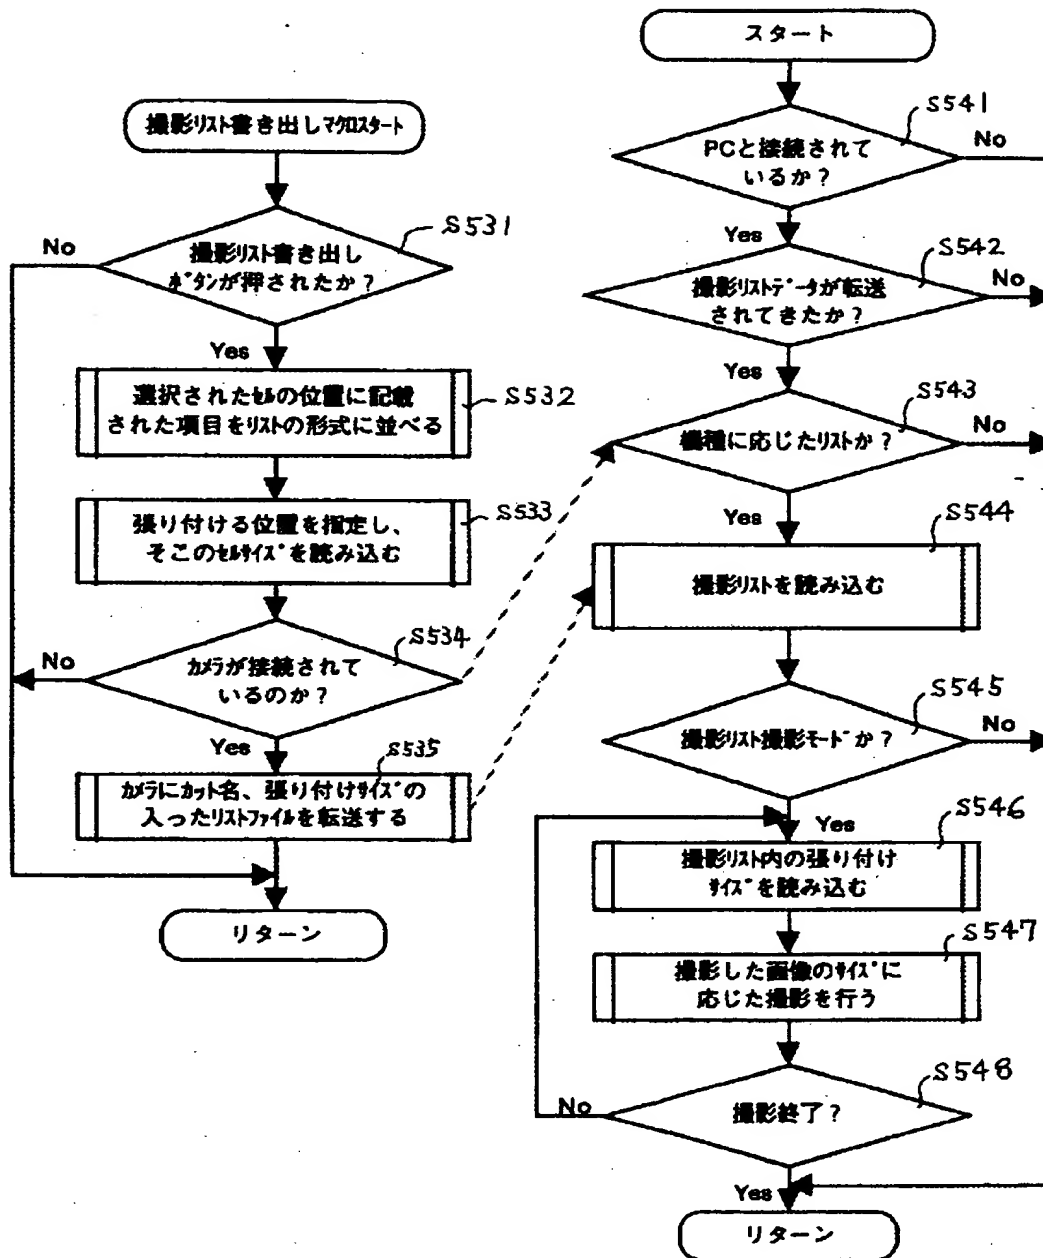 撮影リスト書き出しマクロスタート
S531
撮影リスト書き出し
ボタンが押されたか？
No
Yes
選択されたセルの位置に記載
された項目をリストの形式に並べる
S532
張り付ける位置を指定し、
そこのセルサイズを読み込む
S533
カメラが接続されて
いるのか？
S534
No
Yes
S535
カメラにカット名、張り付けサイズの
入ったリストファイルを転送する
リターン
スタート
S541
PCと接続されて
いるか？
No
Yes
S542
撮影リストデータが転送
されてきたか？
No
Yes
S543
機種に応じたリストか？
No
Yes
S544
撮影リストを読み込む
S545
撮影リスト撮影モードか？
No
Yes
S546
撮影リスト内の張り付け
サイズを読み込む
S547
撮影した画像のサイズに
応じた撮影を行う
S548
撮影終了？
No
Yes
リターン